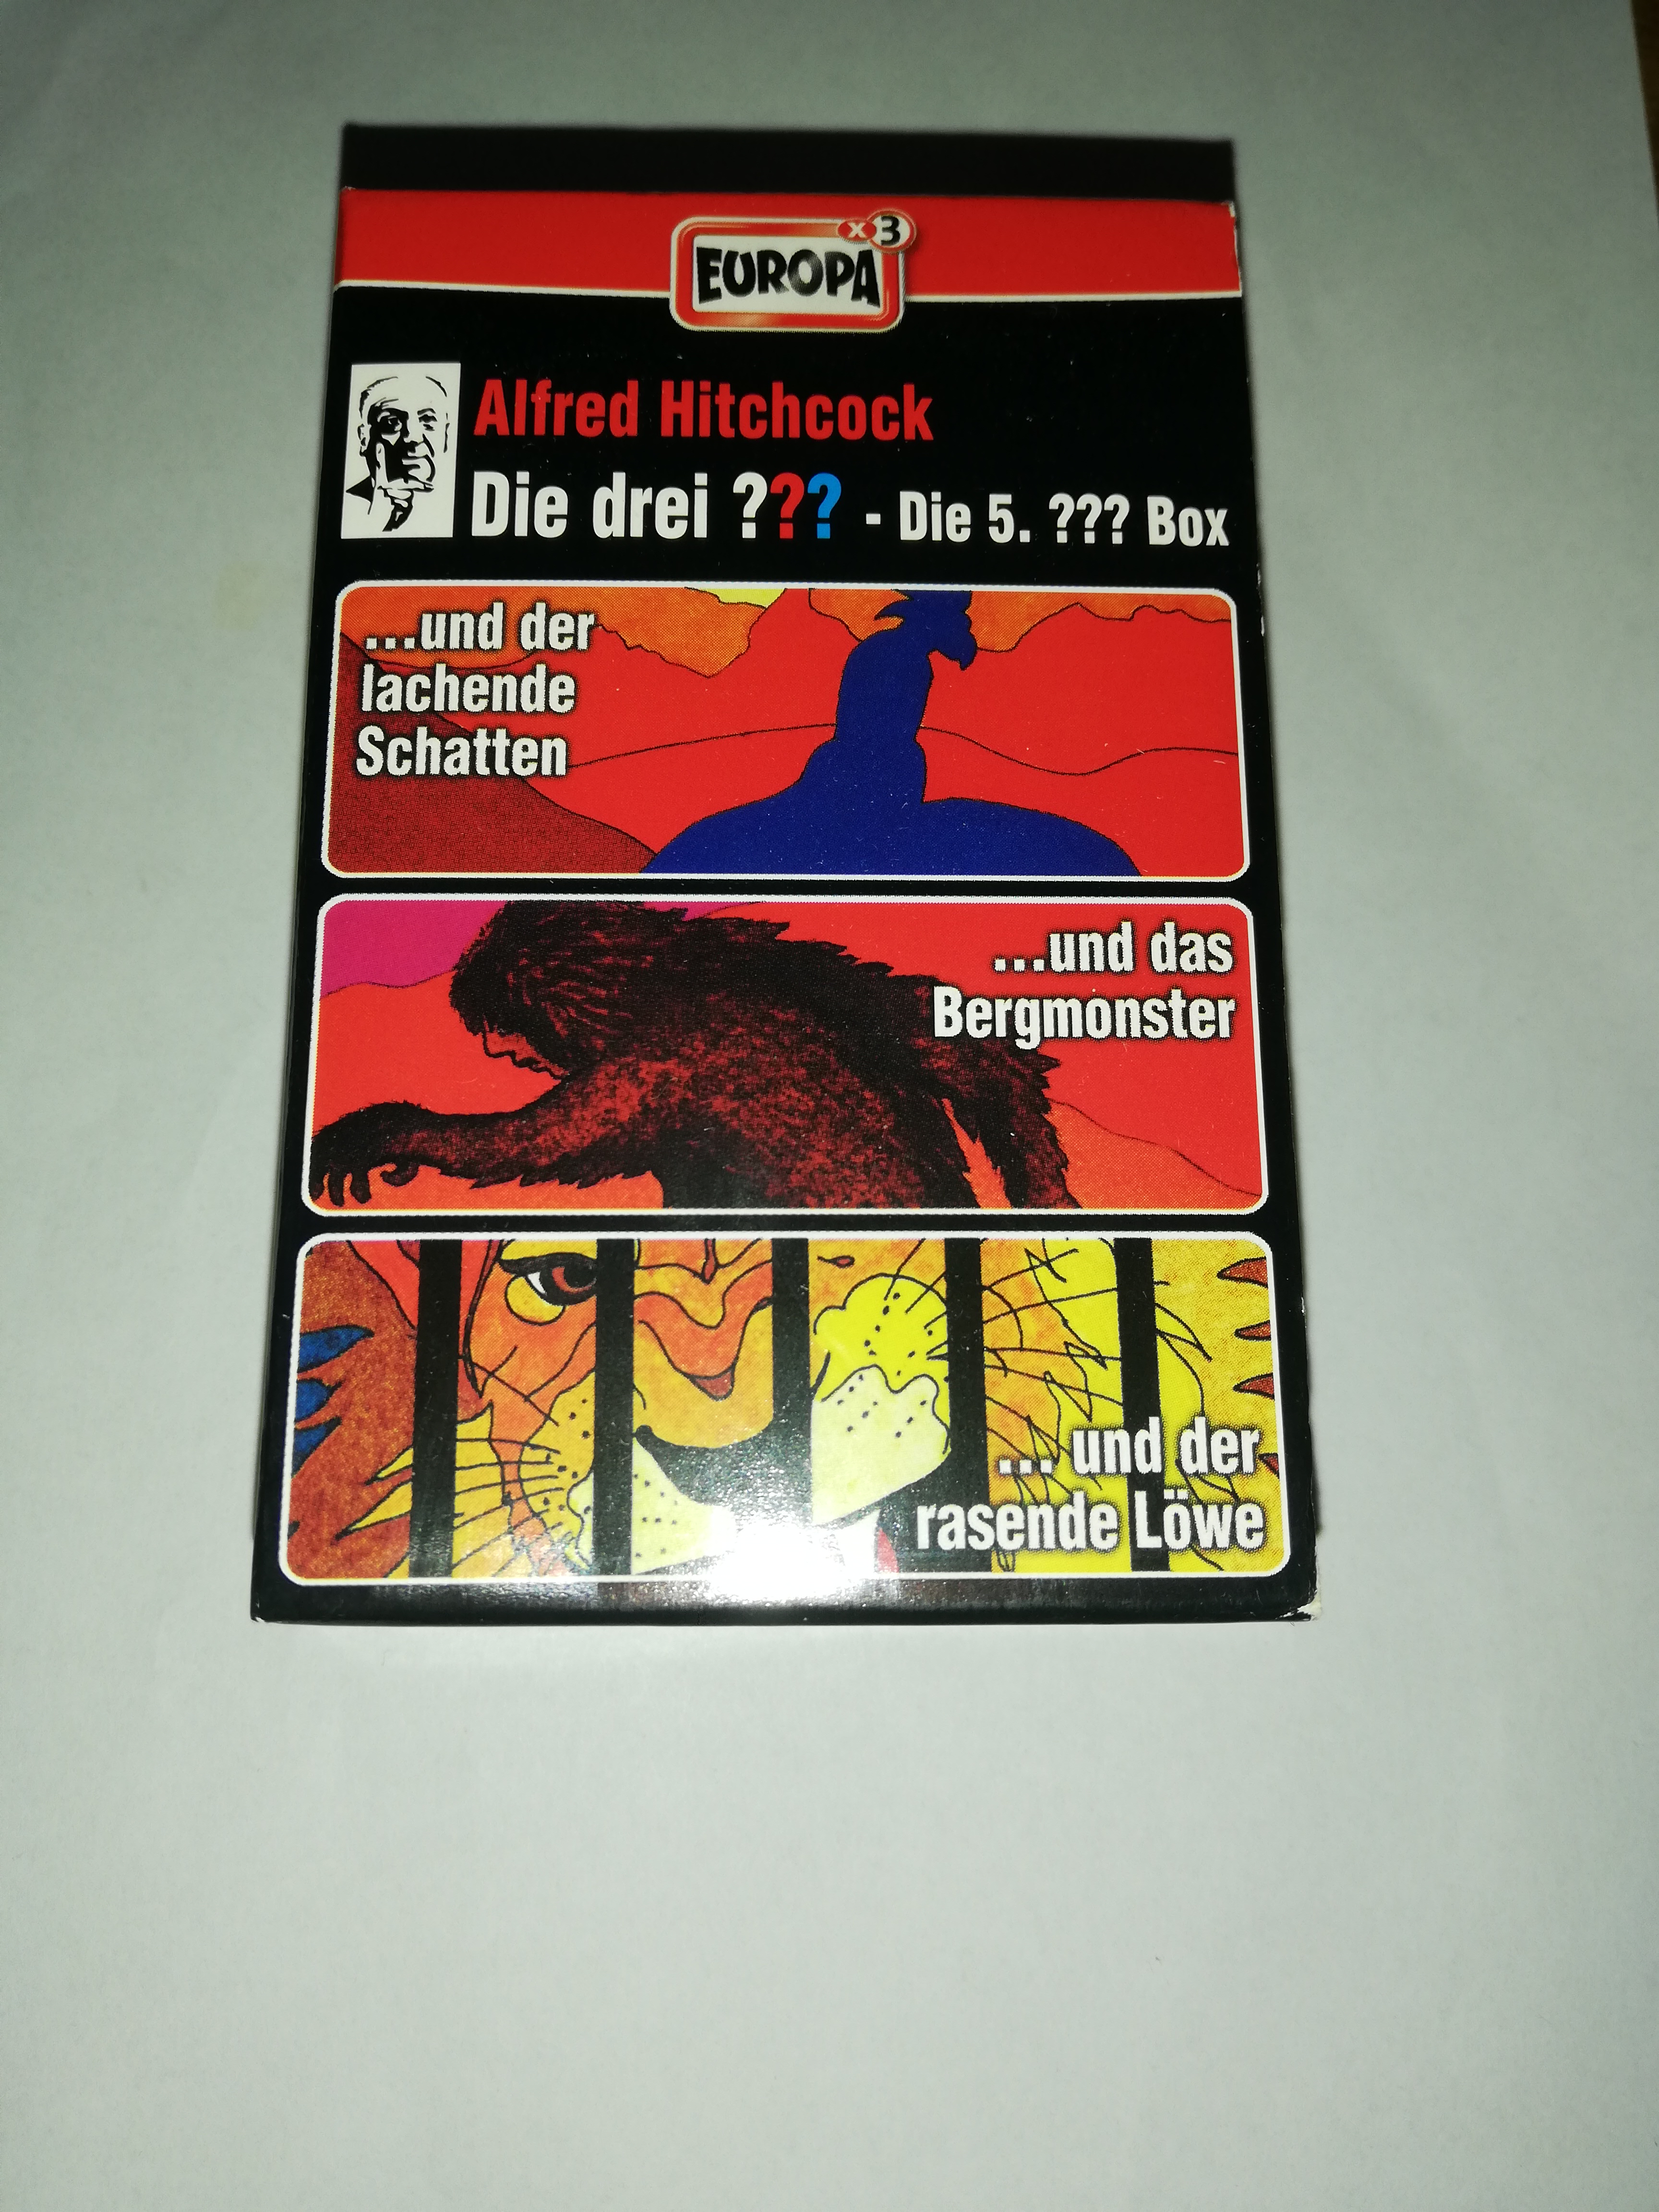 EUROPA x3
Alfred Hitchcock
Die drei ??? - Die 5. ??? Box
...und der
lachende
Schatten
...und das
Bergmonster
... und der
rasende Löwe